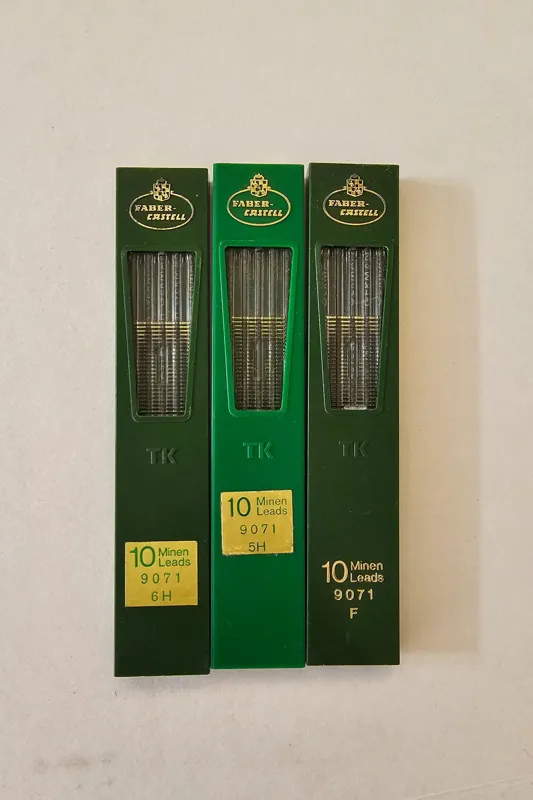 FABER-
CASTELL
TK
10 Minen
Leads
9071
6H
FABER-
CASTELL
TK
10 Minen
Leads
9071
5H
FABER-
CASTELL
TK
10 Minen
Leads
9071
F